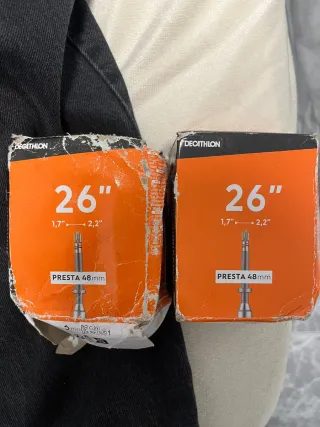 DECATHLON
26"
1,7" 2,2"
PRESTA 48mm
DECATHLON
26"
1,7" 2,2"
PRESTA 48mm